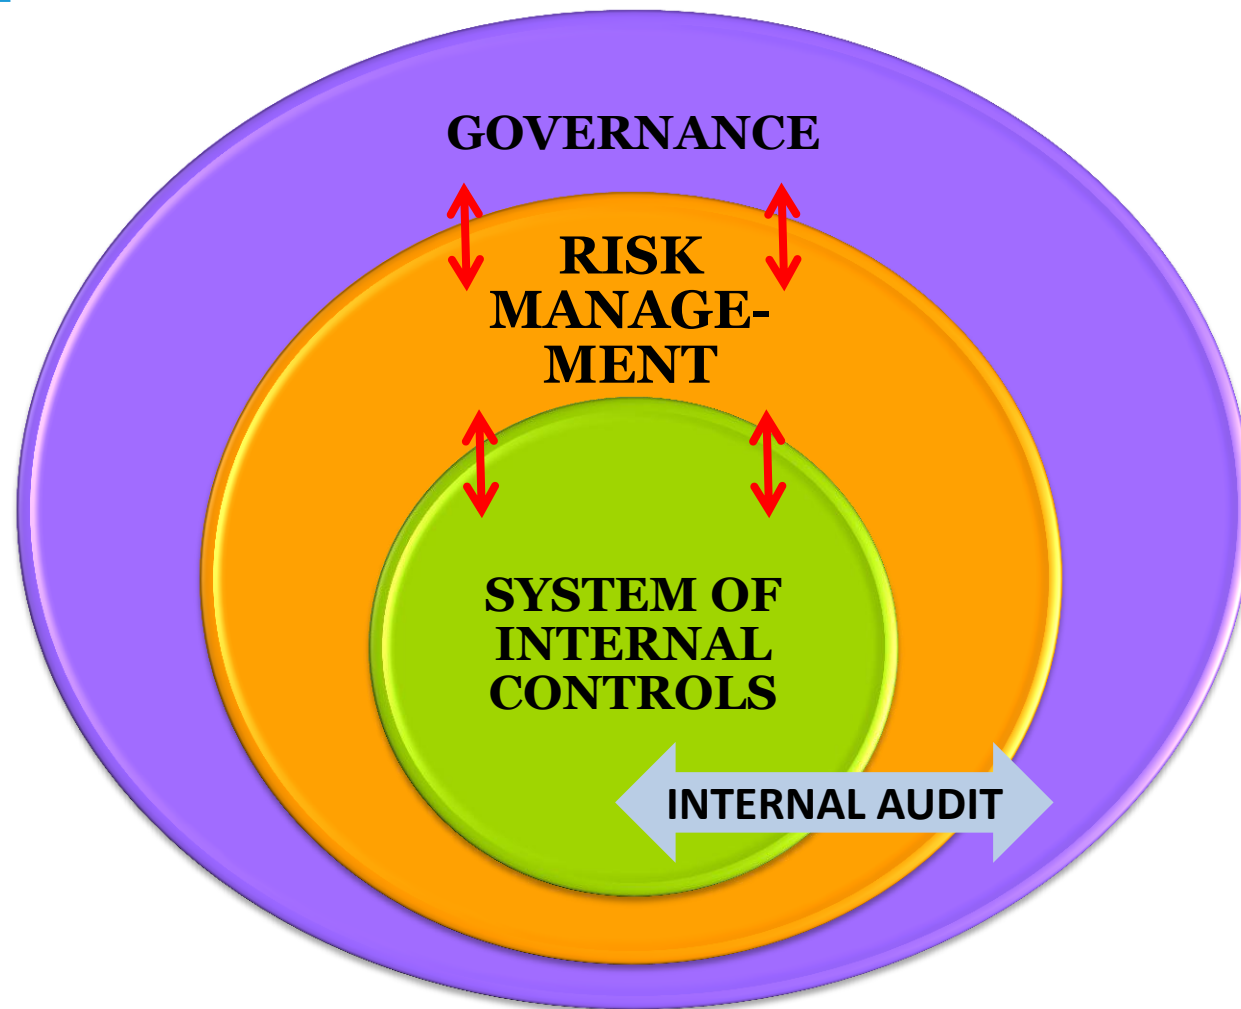 GOVERNANCE
RISK
MANAGE-
MENT
SYSTEM OF
INTERNAL
CONTROLS
INTERNAL AUDIT